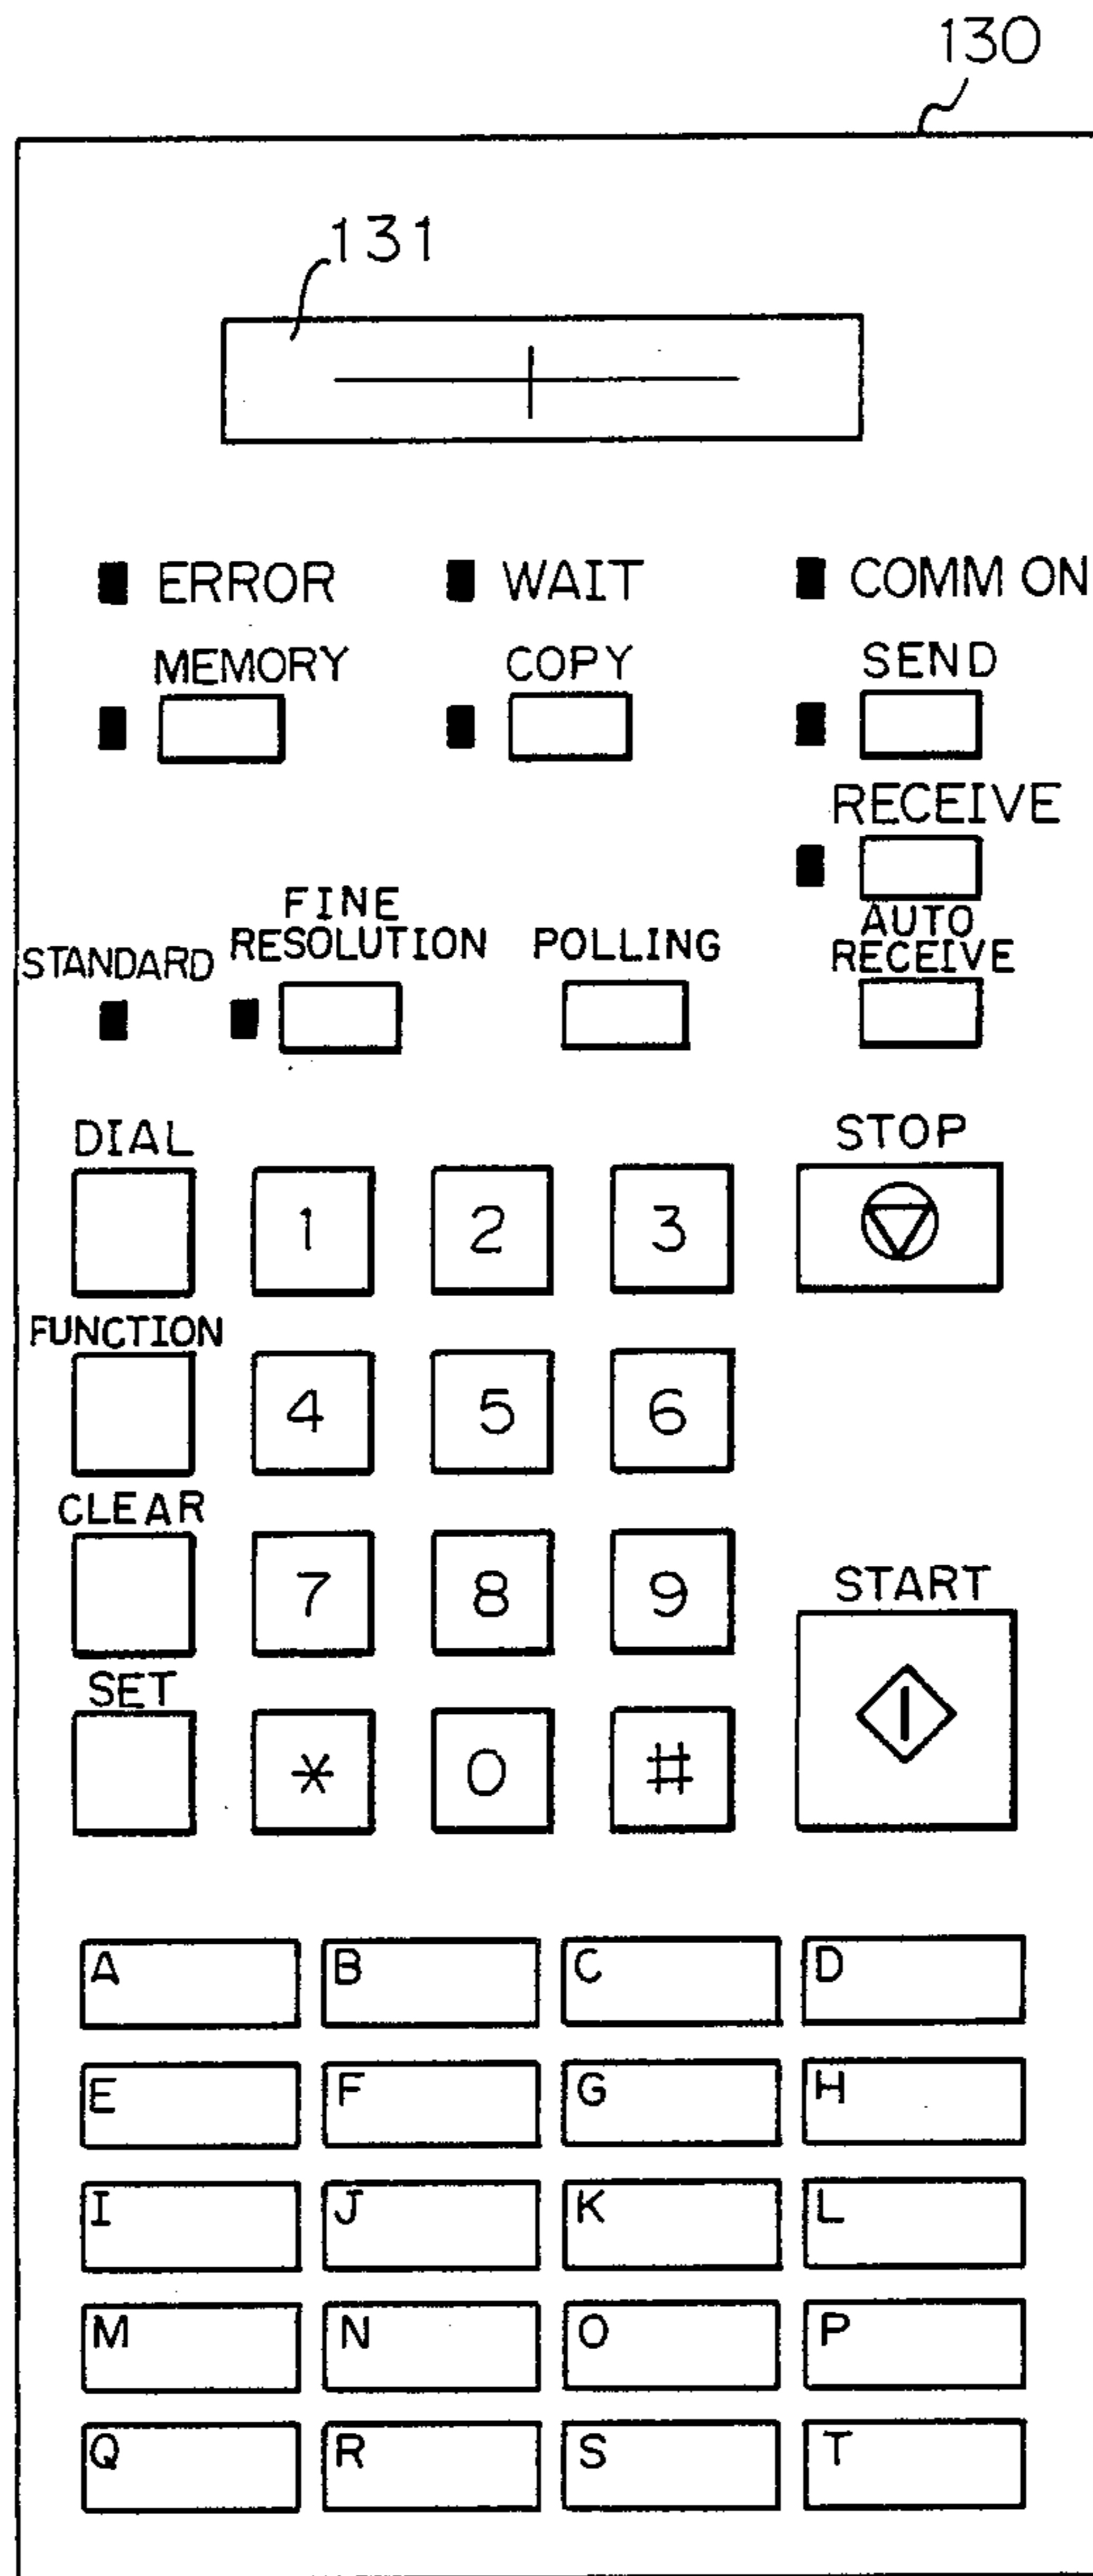 130
131
ERROR WAIT COMM ON
MEMORY COPY SEND
RECEIVE
FINE
RESOLUTION
STANDARD
POLLING
AUTO
RECEIVE
DIAL 1 2 3 STOP
FUNCTION 4 5 6
CLEAR 7 8 9 START
SET * 0 #
A B C D
E F G H
I J K L
M N O P
Q R S T